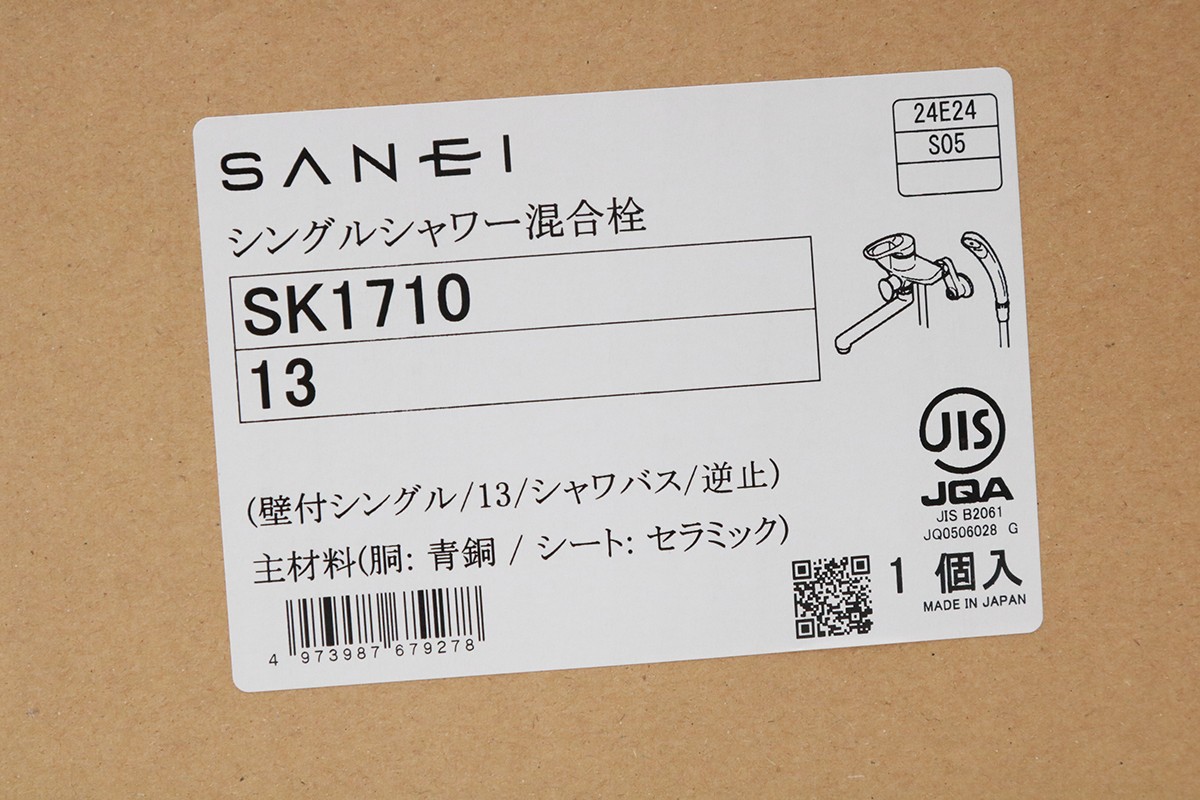 SANEI
24E24
S05
シングルシャワー混合栓
SK1710
13
JIS
JQA
JIS B2061
JQ0506028 G
(壁付シングル/13/シャワバス/逆止)
主材料(胴: 青銅 / シート: セラミック)
1 個入
MADE IN JAPAN
4 973987 679278